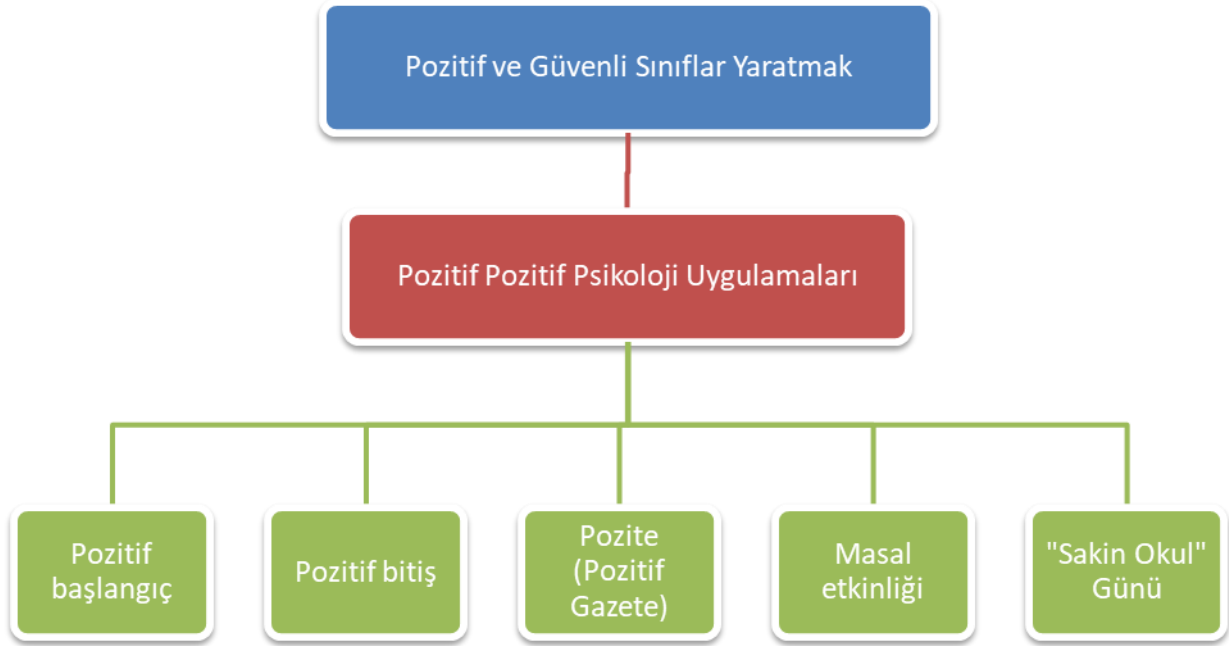 Pozitif ve Güvenli Sınıflar Yaratmak
Pozitif Pozitif Psikoloji Uygulamaları
Pozitif
başlangıç
Pozitif bitiş
Pozite
(Pozitif
Gazete)
Masal
etkinliği
"Sakin Okul"
Günü